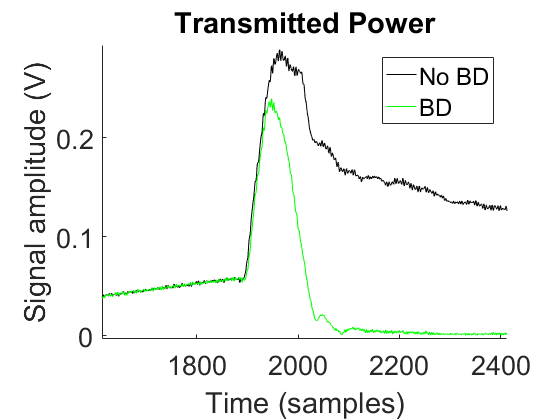 Transmitted Power
No BD
BD
Signal amplitude (V)
0.2
0.1
0
1800 2000 2200 2400
Time (samples)